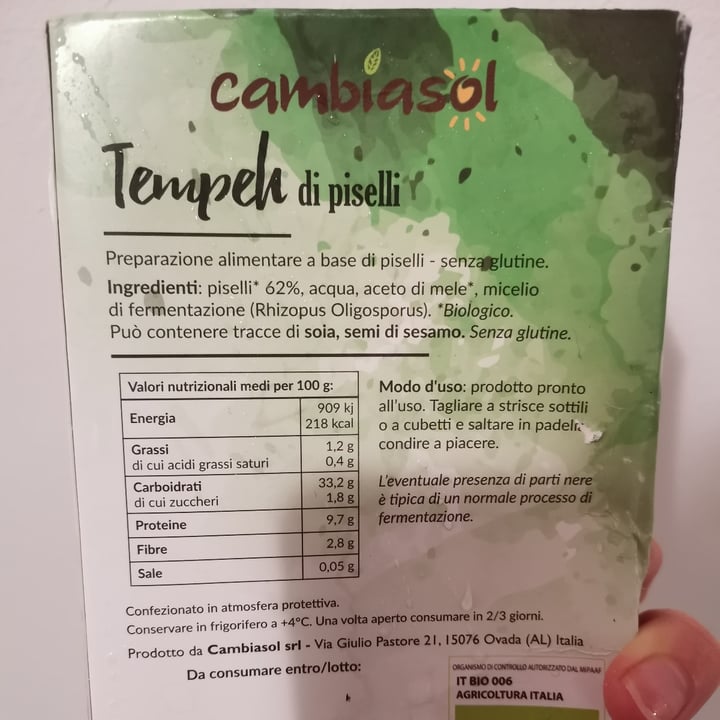 cambiasol
Tempeh di piselli
Preparazione alimentare a base di piselli - senza glutine.
Ingredienti: piselli* 62%, acqua, aceto di mele*, micelio
di fermentazione (Rhizopus Oligosporus). *Biologico.
Può contenere tracce di soia, semi di sesamo. Senza glutine.
Valori nutrizionali medi per 100 g:
Energia 909 kj
218 kcal
Grassi 1,2 g
di cui acidi grassi saturi 0,4 g
Carboidrati 33,2 g
di cui zuccheri 1,8 g
Proteine 9,7 g
Fibre 2,8 g
Sale 0,05 g
Modo d'uso: prodotto pronto
all'uso. Tagliare a strisce sottili
o a cubetti e saltare in padella,
condire a piacere.
L'eventuale presenza di parti nere
è tipica di un normale processo di
fermentazione.
Confezionato in atmosfera protettiva.
Conservare in frigorifero a +4°C. Una volta aperto consumare in 2/3 giorni.
Prodotto da Cambiasol srl - Via Giulio Pastore 21, 15076 Ovada (AL) Italia
Da consumare entro/lotto:
ORGANISMO DI CONTROLLO AUTORIZZATO DAL MIPAAF
IT BIO 006
AGRICOLTURA ITALIA